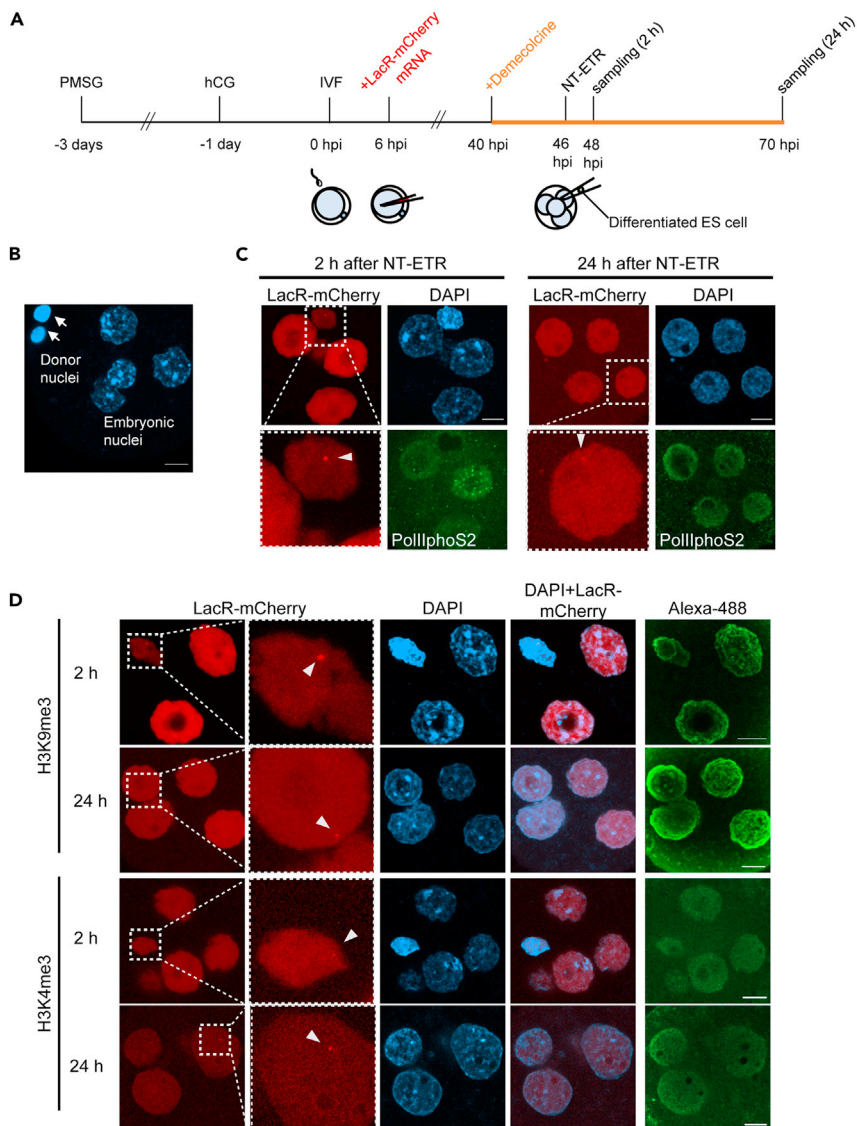 A
+LacR-mCherry
mRNA
+Demecolcine
NT-ETR
sampling (2 h)
sampling (24 h)
PMSG
hCG
IVF
-3 days
-1 day
0 hpi
6 hpi
40 hpi
46
hpi
48
hpi
70 hpi
Differentiated ES cell
B
Donor
nuclei
Embryonic
nuclei
C
2 h after NT-ETR
24 h after NT-ETR
LacR-mCherry
DAPI
LacR-mCherry
DAPI
PolIIphoS2
PolIIphoS2
D
LacR-mCherry
DAPI
DAPI+LacR-
mCherry
Alexa-488
H3K9me3
2 h
24 h
H3K4me3
2 h
24 h